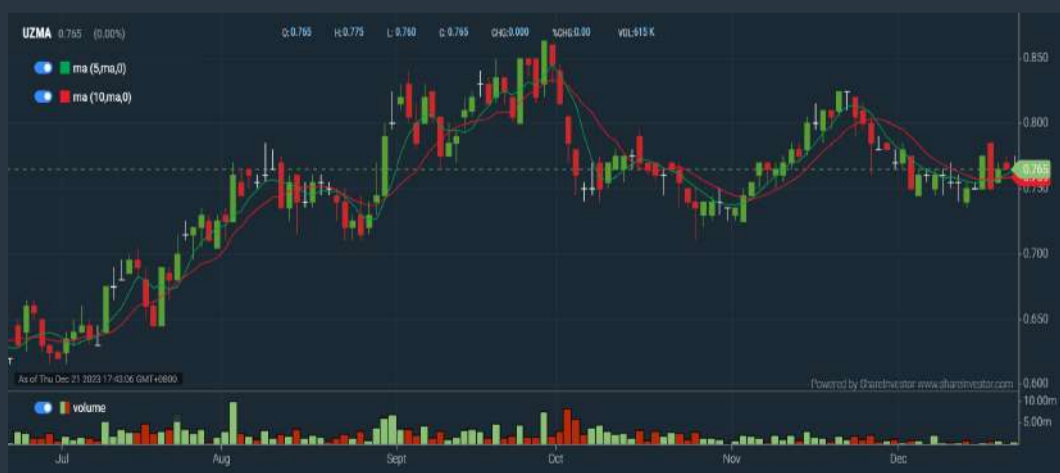 UZMA 0.765 (0.00%) O: 0.765 H: 0.775 L: 0.760 C: 0.765 CHG:0.000 %CHG:0.00 VOL:615 K
ma (5,ma,0)
ma (10,ma,0)
0.850
0.800
0.765
0.750
0.700
0.650
0.600
As of Thu Dec 21 2023 17:43:06 GMT+0800
Powered by ShareInvestor www.shareinvestor.com
volume
10.00m
5.00m
Jul Aug Sept Oct Nov Dec